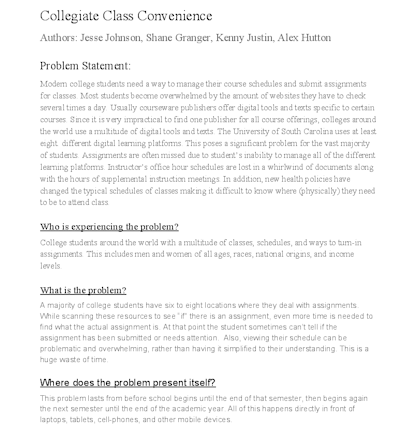 Collegiate Class Convenience
Authors: Jesse Johnson, Shane Granger, Kenny Justin, Alex Hutton
Problem Statement:
Modern college students need a way to manage their course schedules and submit assignments
for classes. Most students become overwhelmed by the amount of websites they have to check
several times a day. Usually courseware publishers offer digital tools and texts specific to certain
courses. Since it is very impractical to find one publisher for all course offerings, colleges around
the world use a multitude of digital tools and texts. The University of South Carolina uses at least
eight different digital learning platforms. This poses a significant problem for the vast majority
of students. Assignments are often missed due to student's inability to manage all of the different
learning platforms. Instructor's office hour schedules are lost in a whirlwind of documents along
with the hours of supplemental instruction meetings. In addition, new health policies have
changed the typical schedules of classes making it difficult to know where (physically) they need
to be to attend class.
Who is experiencing the problem?
College students around the world with a multitude of classes, schedules, and ways to turn-in
assignments. This includes men and women of all ages, races, national origins, and income
levels.
What is the problem?
A majority of college students have six to eight locations where they deal with assignments.
While scanning these resources to see "if" there is an assignment, even more time is needed to
find what the actual assignment is. At that point the student sometimes can't tell if the
assignment has been submitted or needs attention. Also, viewing their schedule can be
problematic and overwhelming, rather than having it simplified to their understanding. This is a
huge waste of time.
Where does the problem present itself?
This problem lasts from before school begins until the end of that semester, then begins again
the next semester until the end of the academic year. All of this happens directly in front of
laptops, tablets, cell-phones, and other mobile devices.